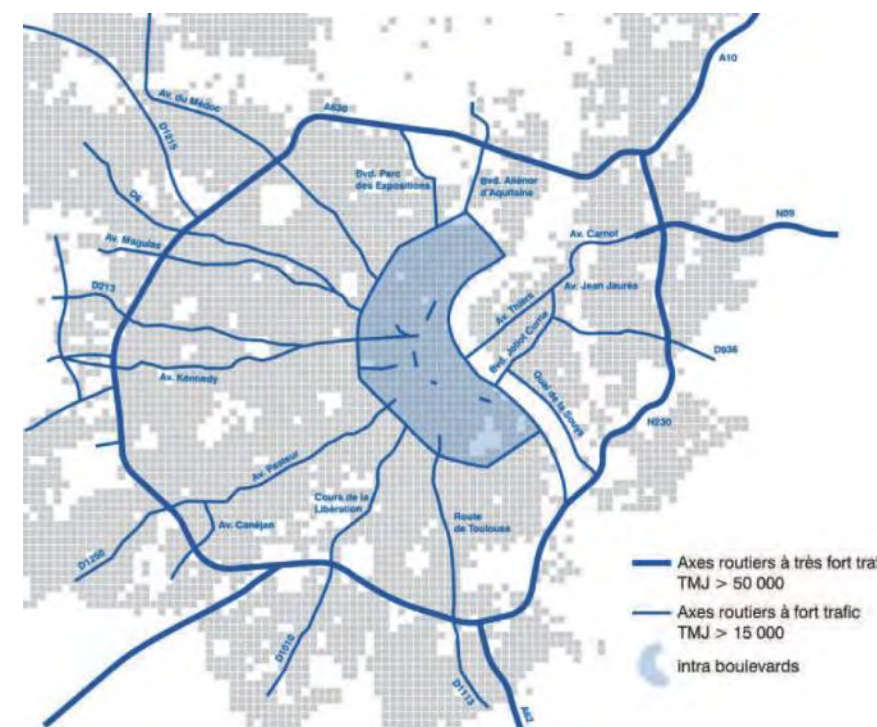 A10
Av. du Médoc
A630
D1215
Bvd. Parc
des Expositions
Bvd. Aliénor
d'Aquitaine
D6
N89
Av. Carnot
Av. Magudas
D213
Av. Jean Jaurès
Av. Thiers
Bvd. Joliot Currie
D936
Av. Kennedy
Quai de la Souys
N230
Av. Pasteur
Cours de la
Libération
Route
de Toulouse
Av. Canéjan
D1250
D1010
D1113
A62
Axes routiers à très fort traf
TMJ > 50 000
Axes routiers à fort trafic
TMJ > 15 000
intra boulevards